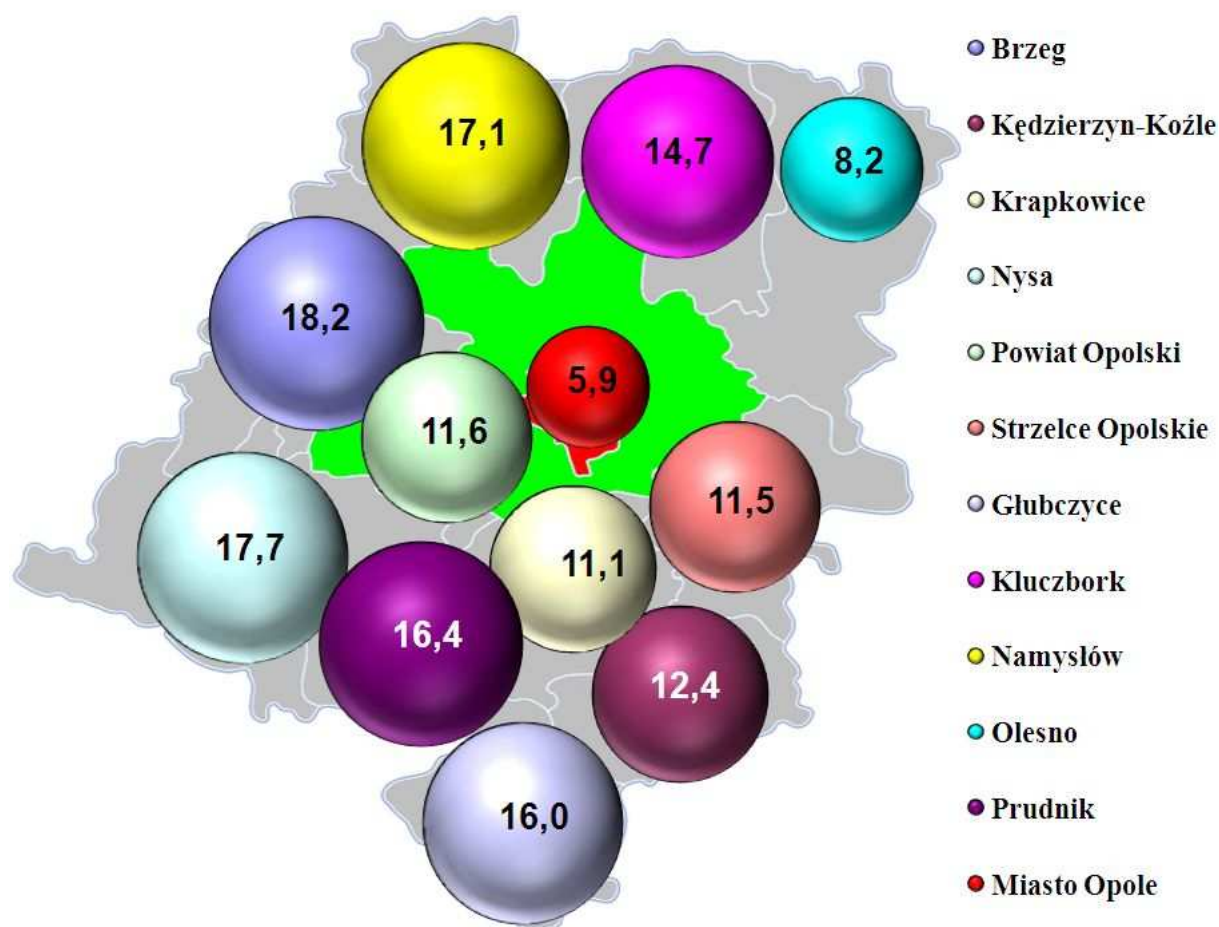 17,1
14,7
8,2
18,2
5,9
11,6
11,5
17,7
11,1
16,4
12,4
16,0
Brzeg
Kędzierzyn-Koźle
Krapkowice
Nysa
Powiat Opolski
Strzelce Opolskie
Głubczyce
Kluczbork
Namysłów
Olesno
Prudnik
Miasto Opole